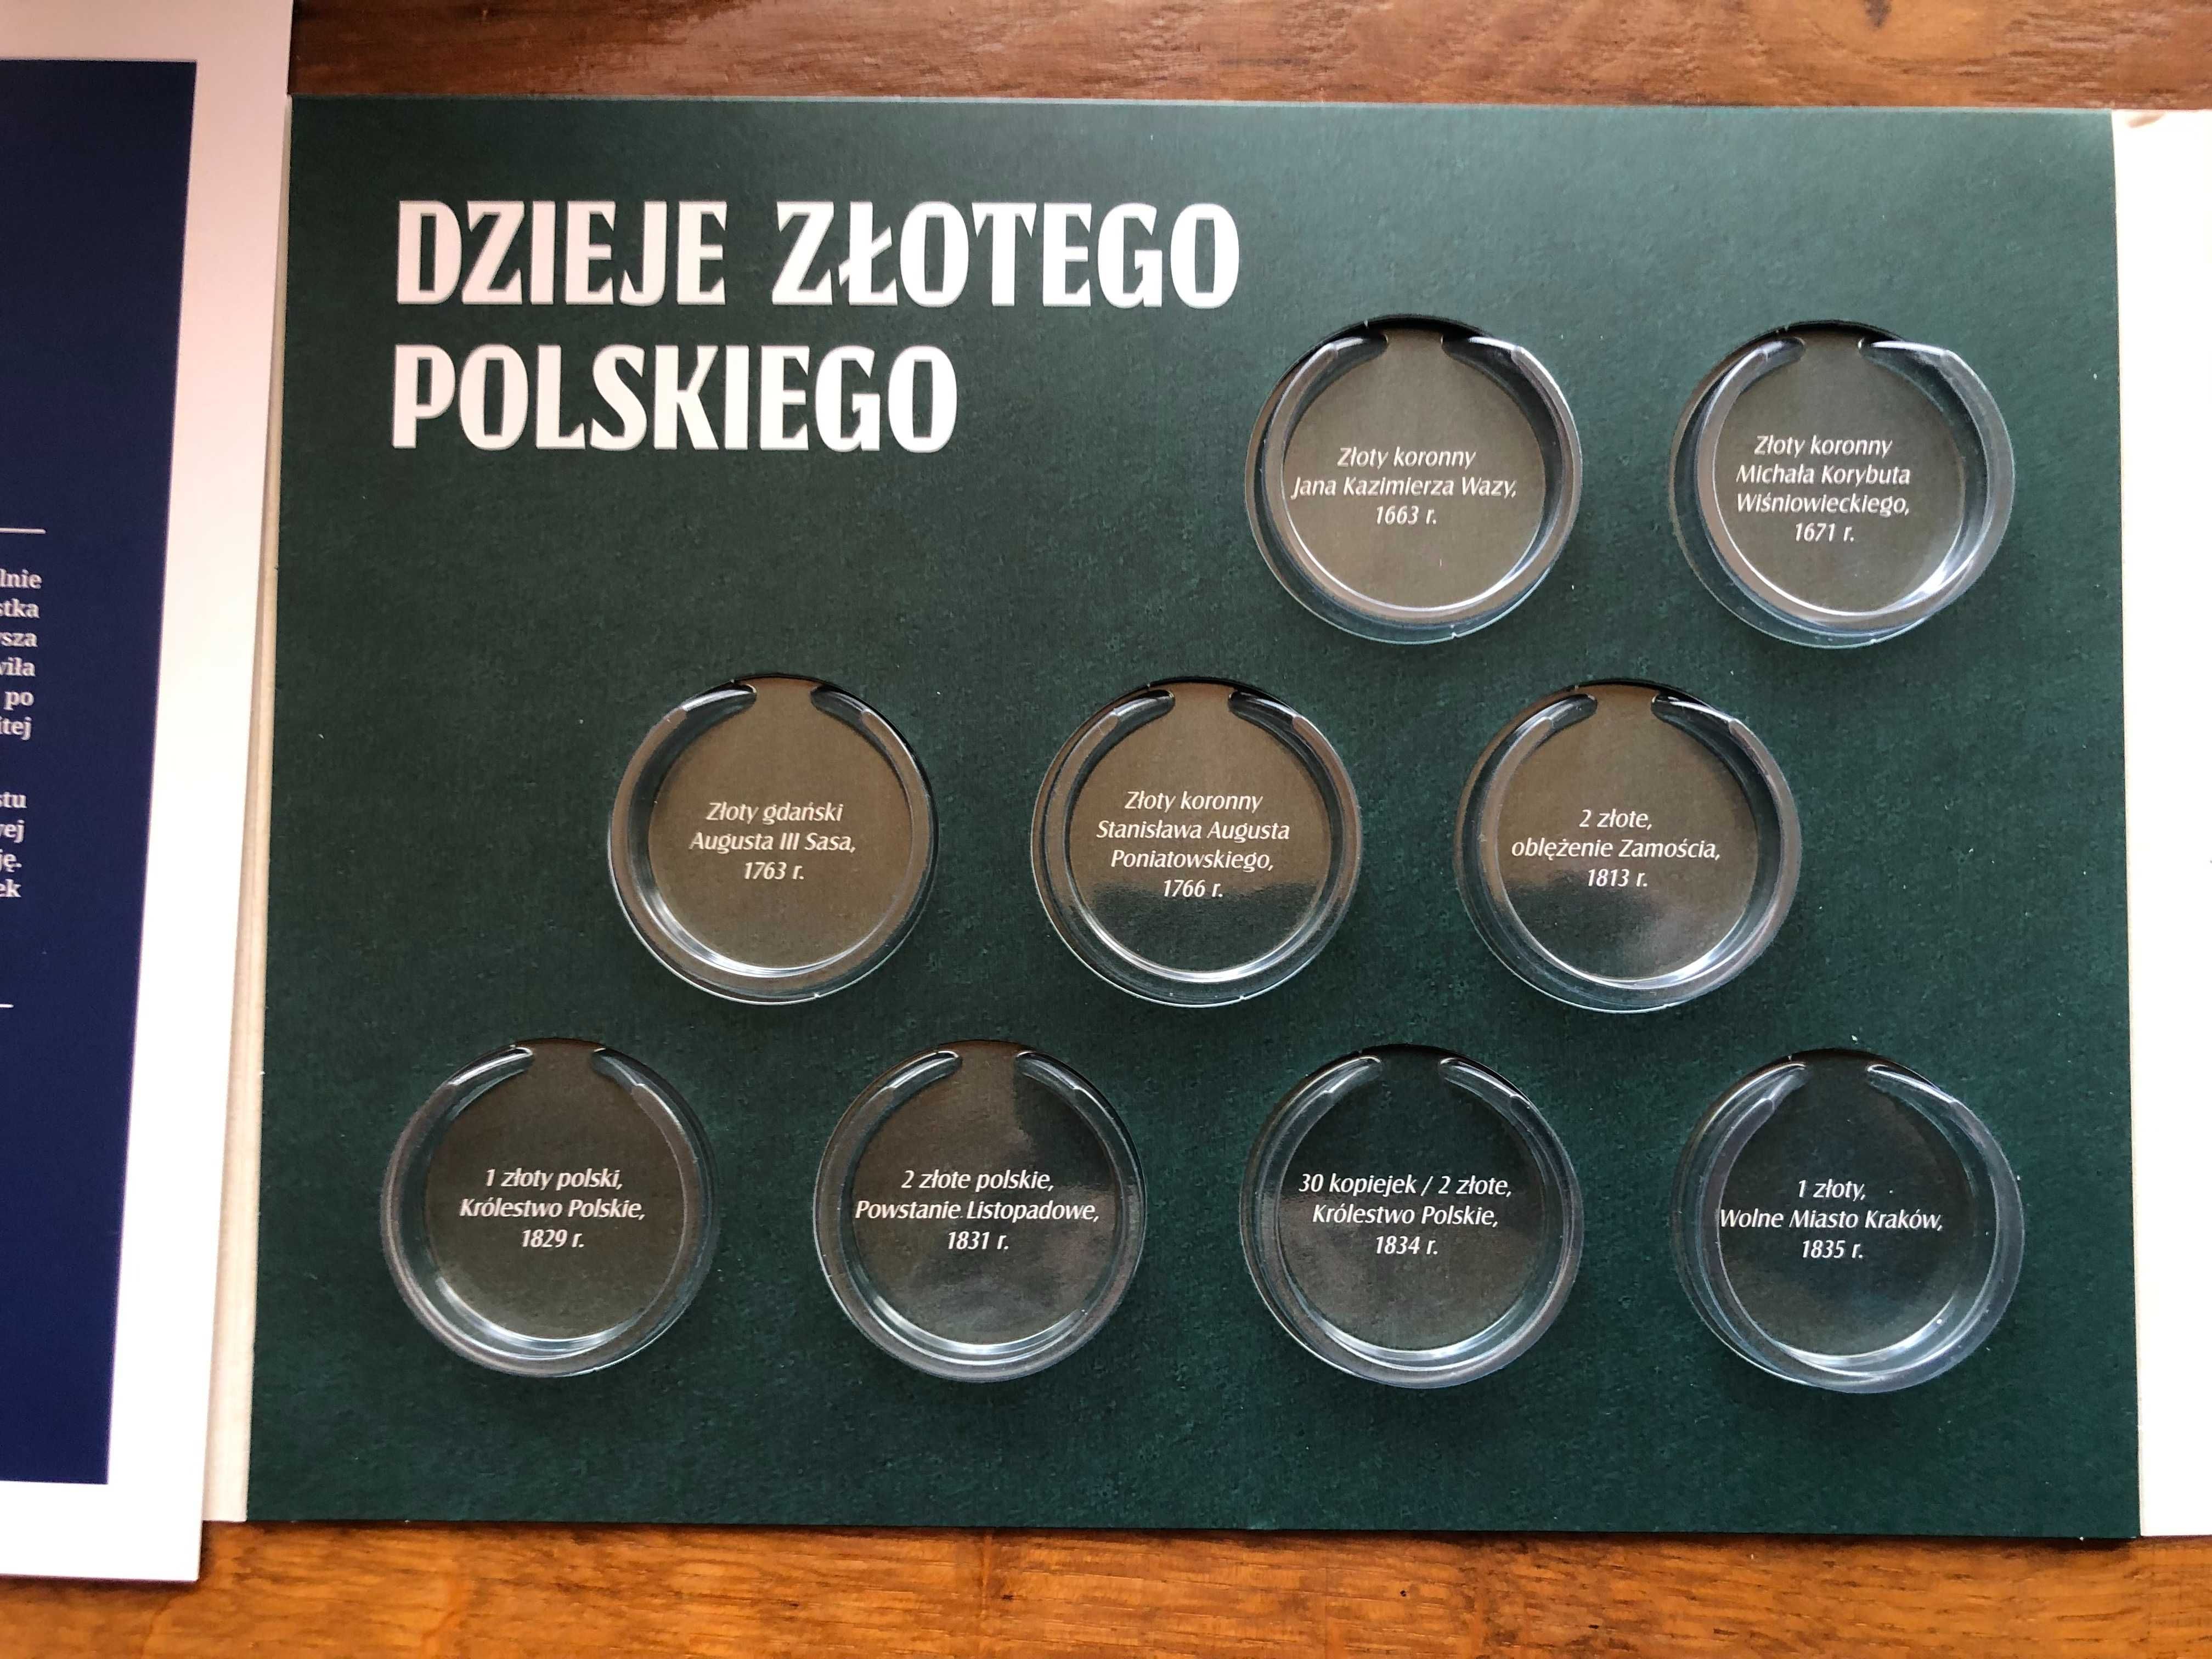 DZIEJE ZŁOTEGO
POLSKIEGO
Złoty koronny
Jana Kazimierza Wazy,
1663 r.
Złoty koronny
Michała Korybuta
Wiśniowieckiego,
1671 r.
Złoty gdański
Augusta III Sasa,
1763 r.
Złoty koronny
Stanisława Augusta
Poniatowskiego,
1766 r.
2 złote,
oblężenie Zamościa,
1813 r.
1 złoty polski,
Królestwo Polskie,
1829 r.
2 złote polskie,
Powstanie Listopadowe,
1831 r.
30 kopiejek / 2 złote,
Królestwo Polskie,
1834 r.
1 złoty,
Wolne Miasto Kraków,
1835 r.
po